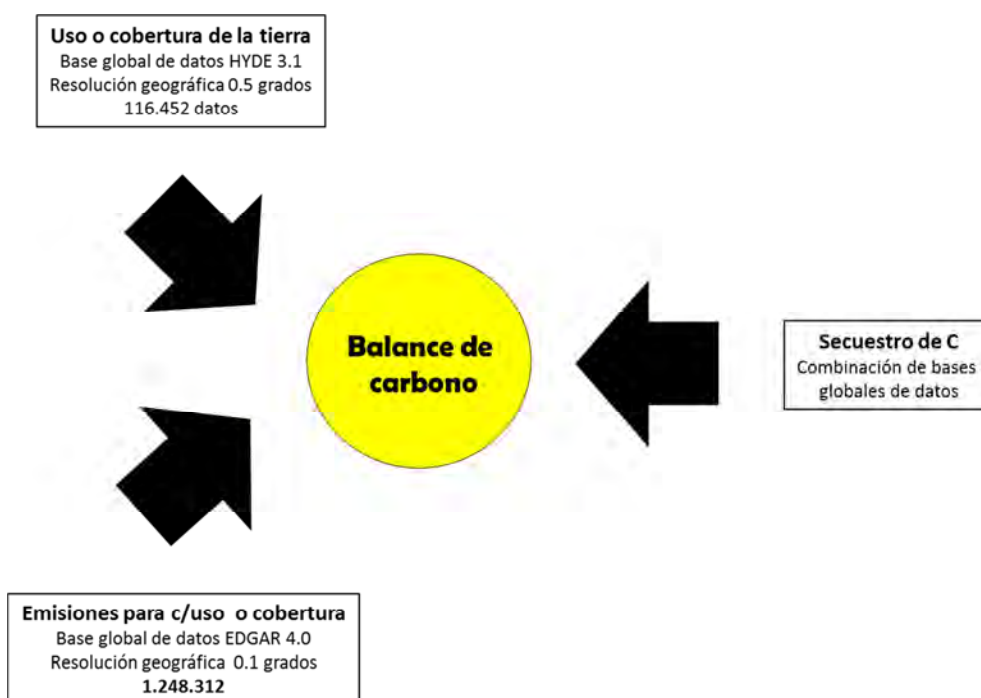 Uso o cobertura de la tierra
Base global de datos HYDE 3.1
Resolución geográfica 0.5 grados
116.452 datos
Balance de
carbono
Secuestro de C
Combinación de bases
globales de datos
Emisiones para c/uso o cobertura
Base global de datos EDGAR 4.0
Resolución geográfica 0.1 grados
1.248.312